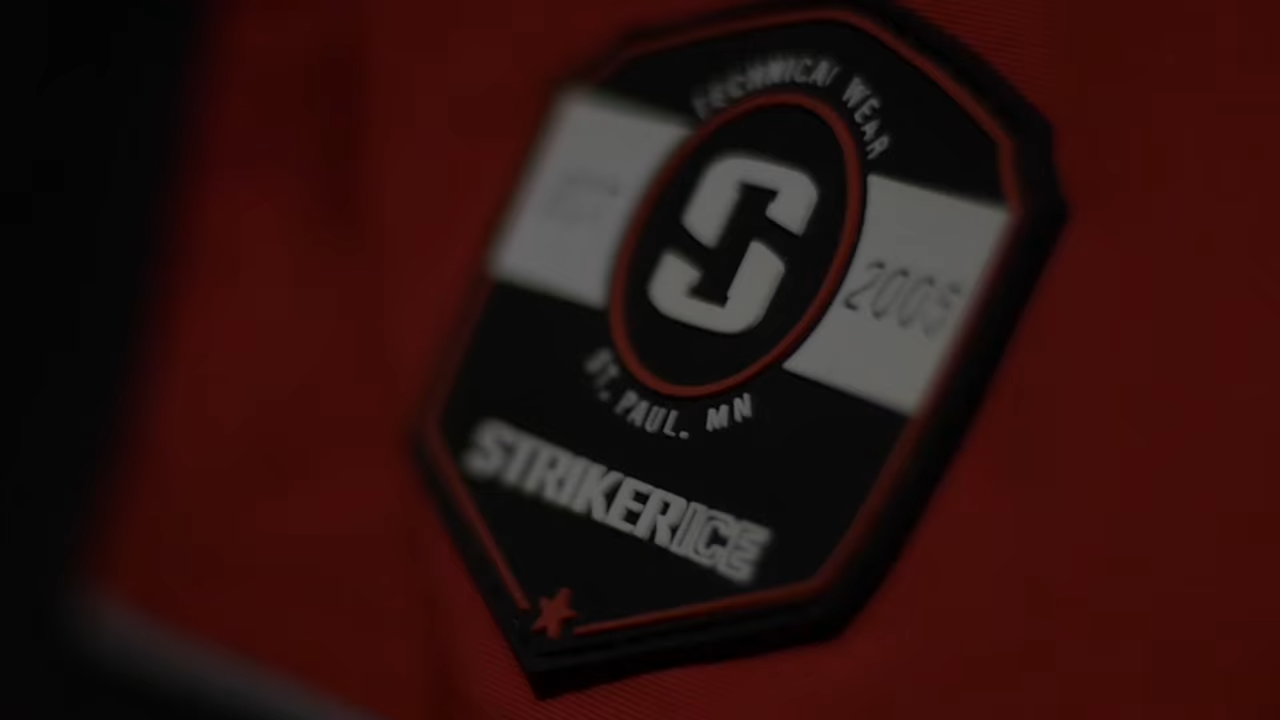 TECHNICAL WEAR
S
2005
ST. PAUL. MN
STRIKERICE